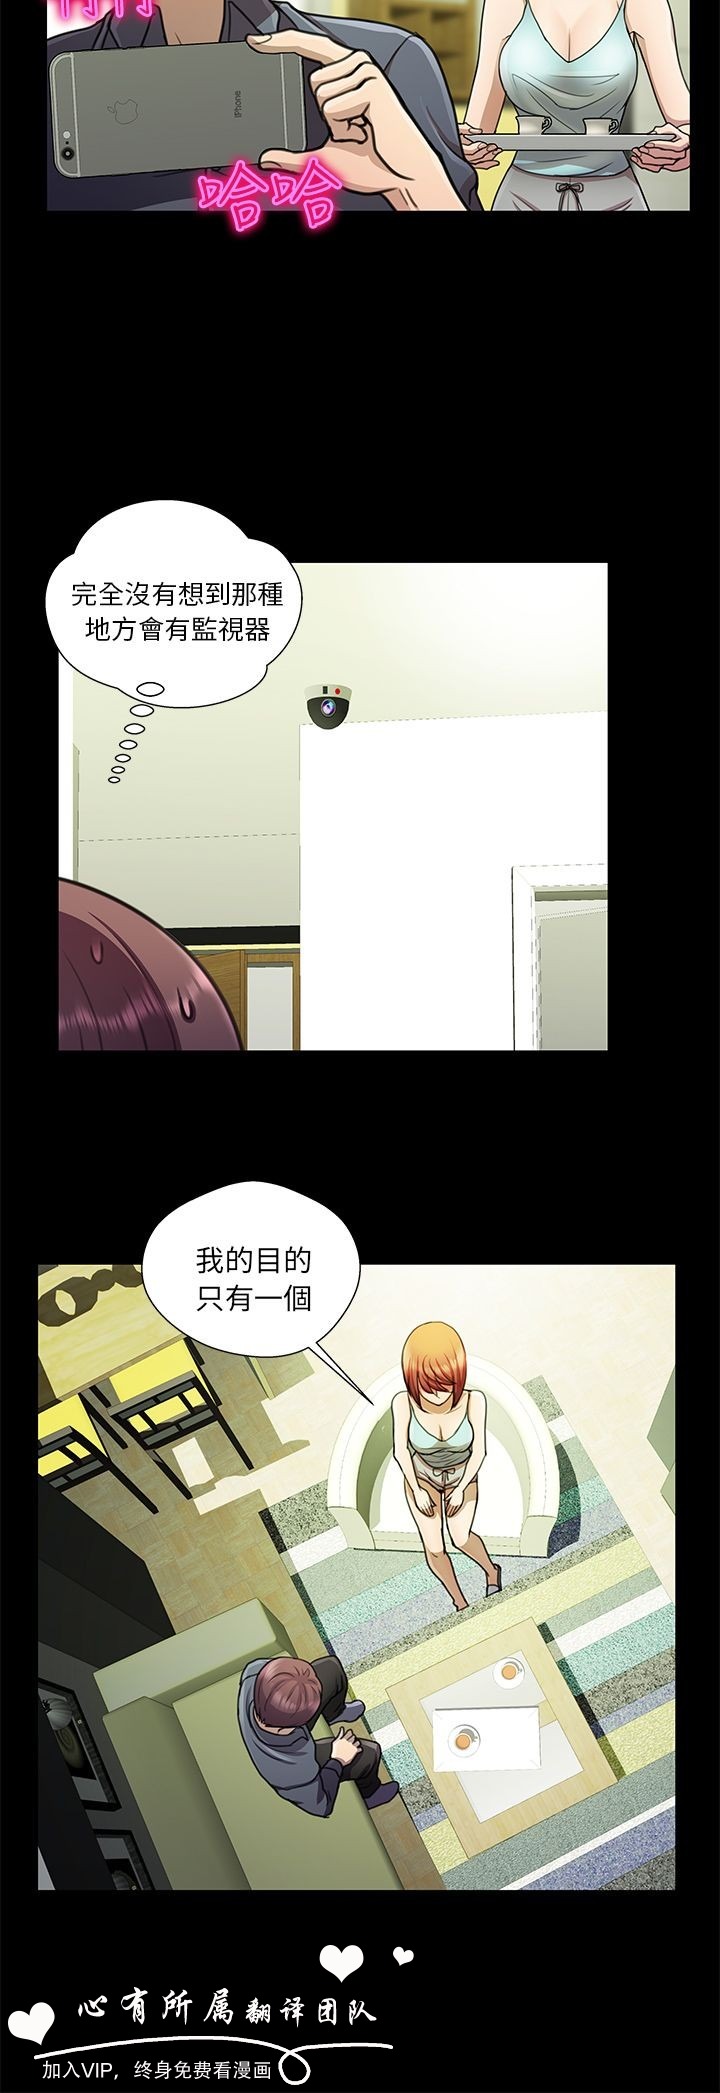 iPhone
哈哈
完全沒有想到那種
地方會有監視器
我的目的
只有一個
心有所属翻译团队
加入VIP，终身免费看漫画